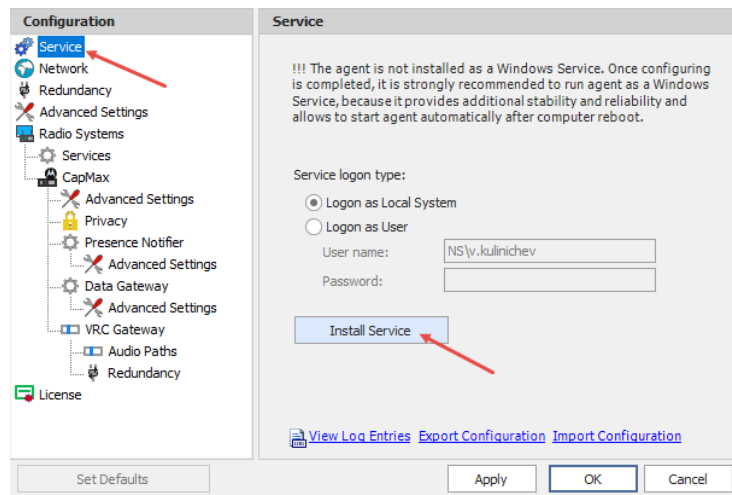 Configuration
Service
Network
Redundancy
Advanced Settings
Radio Systems
Services
CapMax
Advanced Settings
Privacy
Presence Notifier
Advanced Settings
Data Gateway
Advanced Settings
VRC Gateway
Audio Paths
Redundancy
License
Service
!!! The agent is not installed as a Windows Service. Once configuring
is completed, it is strongly recommended to run agent as a Windows
Service, because it provides additional stability and reliability and
allows to start agent automatically after computer reboot.
Service logon type:
Logon as Local System
Logon as User
User name: NS\v.kulinichev
Password:
Install Service
View Log Entries Export Configuration Import Configuration
Set Defaults Apply OK Cancel